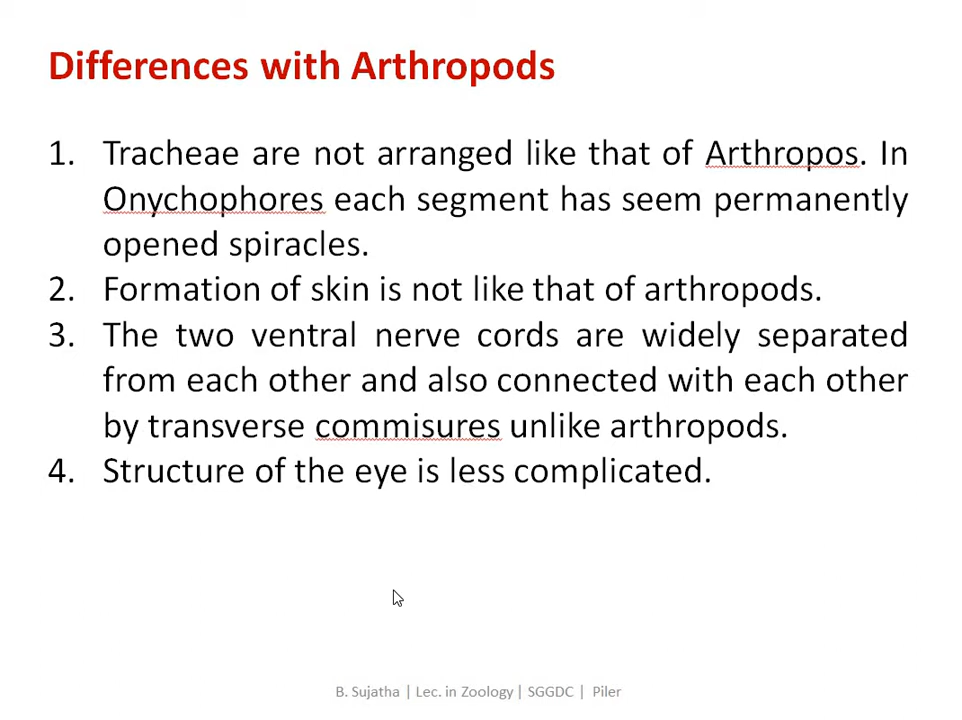 Differences with Arthropods
1. Tracheae are not arranged like that of Arthropos. In
Onychophores each segment has seem permanently
opened spiracles.
2. Formation of skin is not like that of arthropods.
3. The two ventral nerve cords are widely separated
from each other and also connected with each other
by transverse commisures unlike arthropods.
4. Structure of the eye is less complicated.
B. Sujatha | Lec. in Zoology | SGGDC | Piler